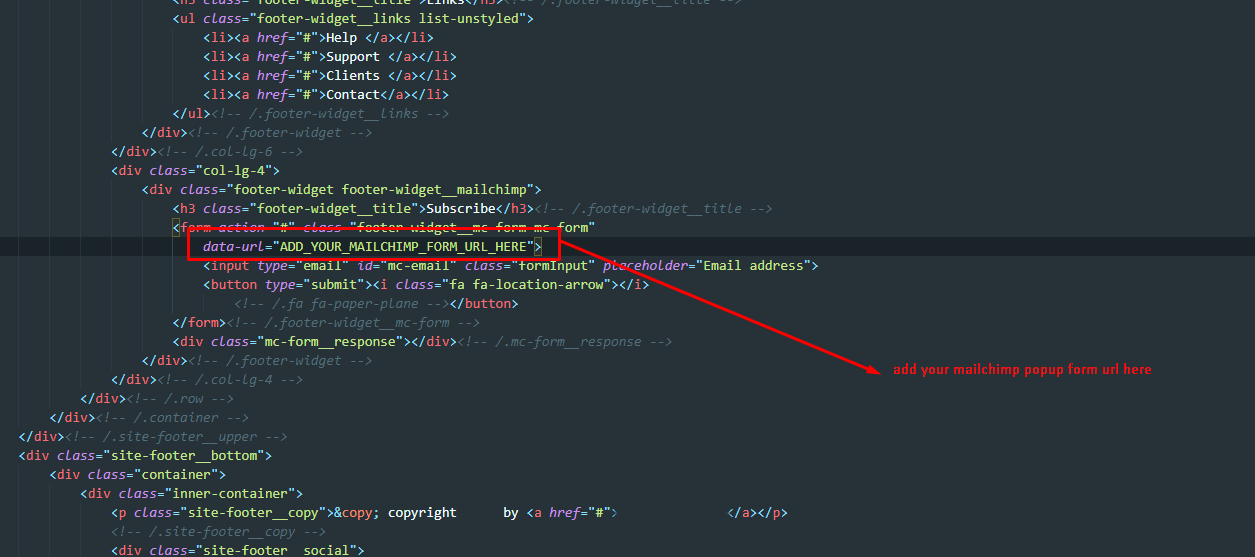 <h3 class="footer-widget__title">Links</h3><!-- /.footer-widget__title -->
<ul class="footer-widget__links list-unstyled">
<li><a href="#">Help </a></li>
<li><a href="#">Support </a></li>
<li><a href="#">Clients </a></li>
<li><a href="#">Contact</a></li>
</ul><!-- /.footer-widget__links -->
</div><!-- /.footer-widget -->
</div><!-- /.col-lg-6 -->
<div class="col-lg-4">
<div class="footer-widget footer-widget__mailchimp">
<h3 class="footer-widget__title">Subscribe</h3><!-- /.footer-widget__title -->
<form action ="#" class ="footer-widget__mc-form mc-form"
data-url="ADD_YOUR_MAILCHIMP_FORM_URL_HERE">
<input type="email" id="mc-email" class="formInput" placeholder="Email address">
<button type="submit"><i class="fa fa-location-arrow"></i>
<!-- /.fa fa-paper-plane --></button>
</form><!-- /.footer-widget__mc-form -->
<div class="mc-form__response"></div><!-- /.mc-form__response -->
</div><!-- /.footer-widget -->
add your mailchimp popup form url here
</div><!-- /.col-lg-4 -->
</div><!-- /.row -->
</div><!-- /.container -->
</div><!-- /.site-footer__upper -->
<div class="site-footer__bottom">
<div class="container">
<div class="inner-container">
<p class="site-footer__copy">&copy; copyright by <a href="#"> </a></p>
<!-- /.site-footer__copy -->
<div class="site-footer__social">